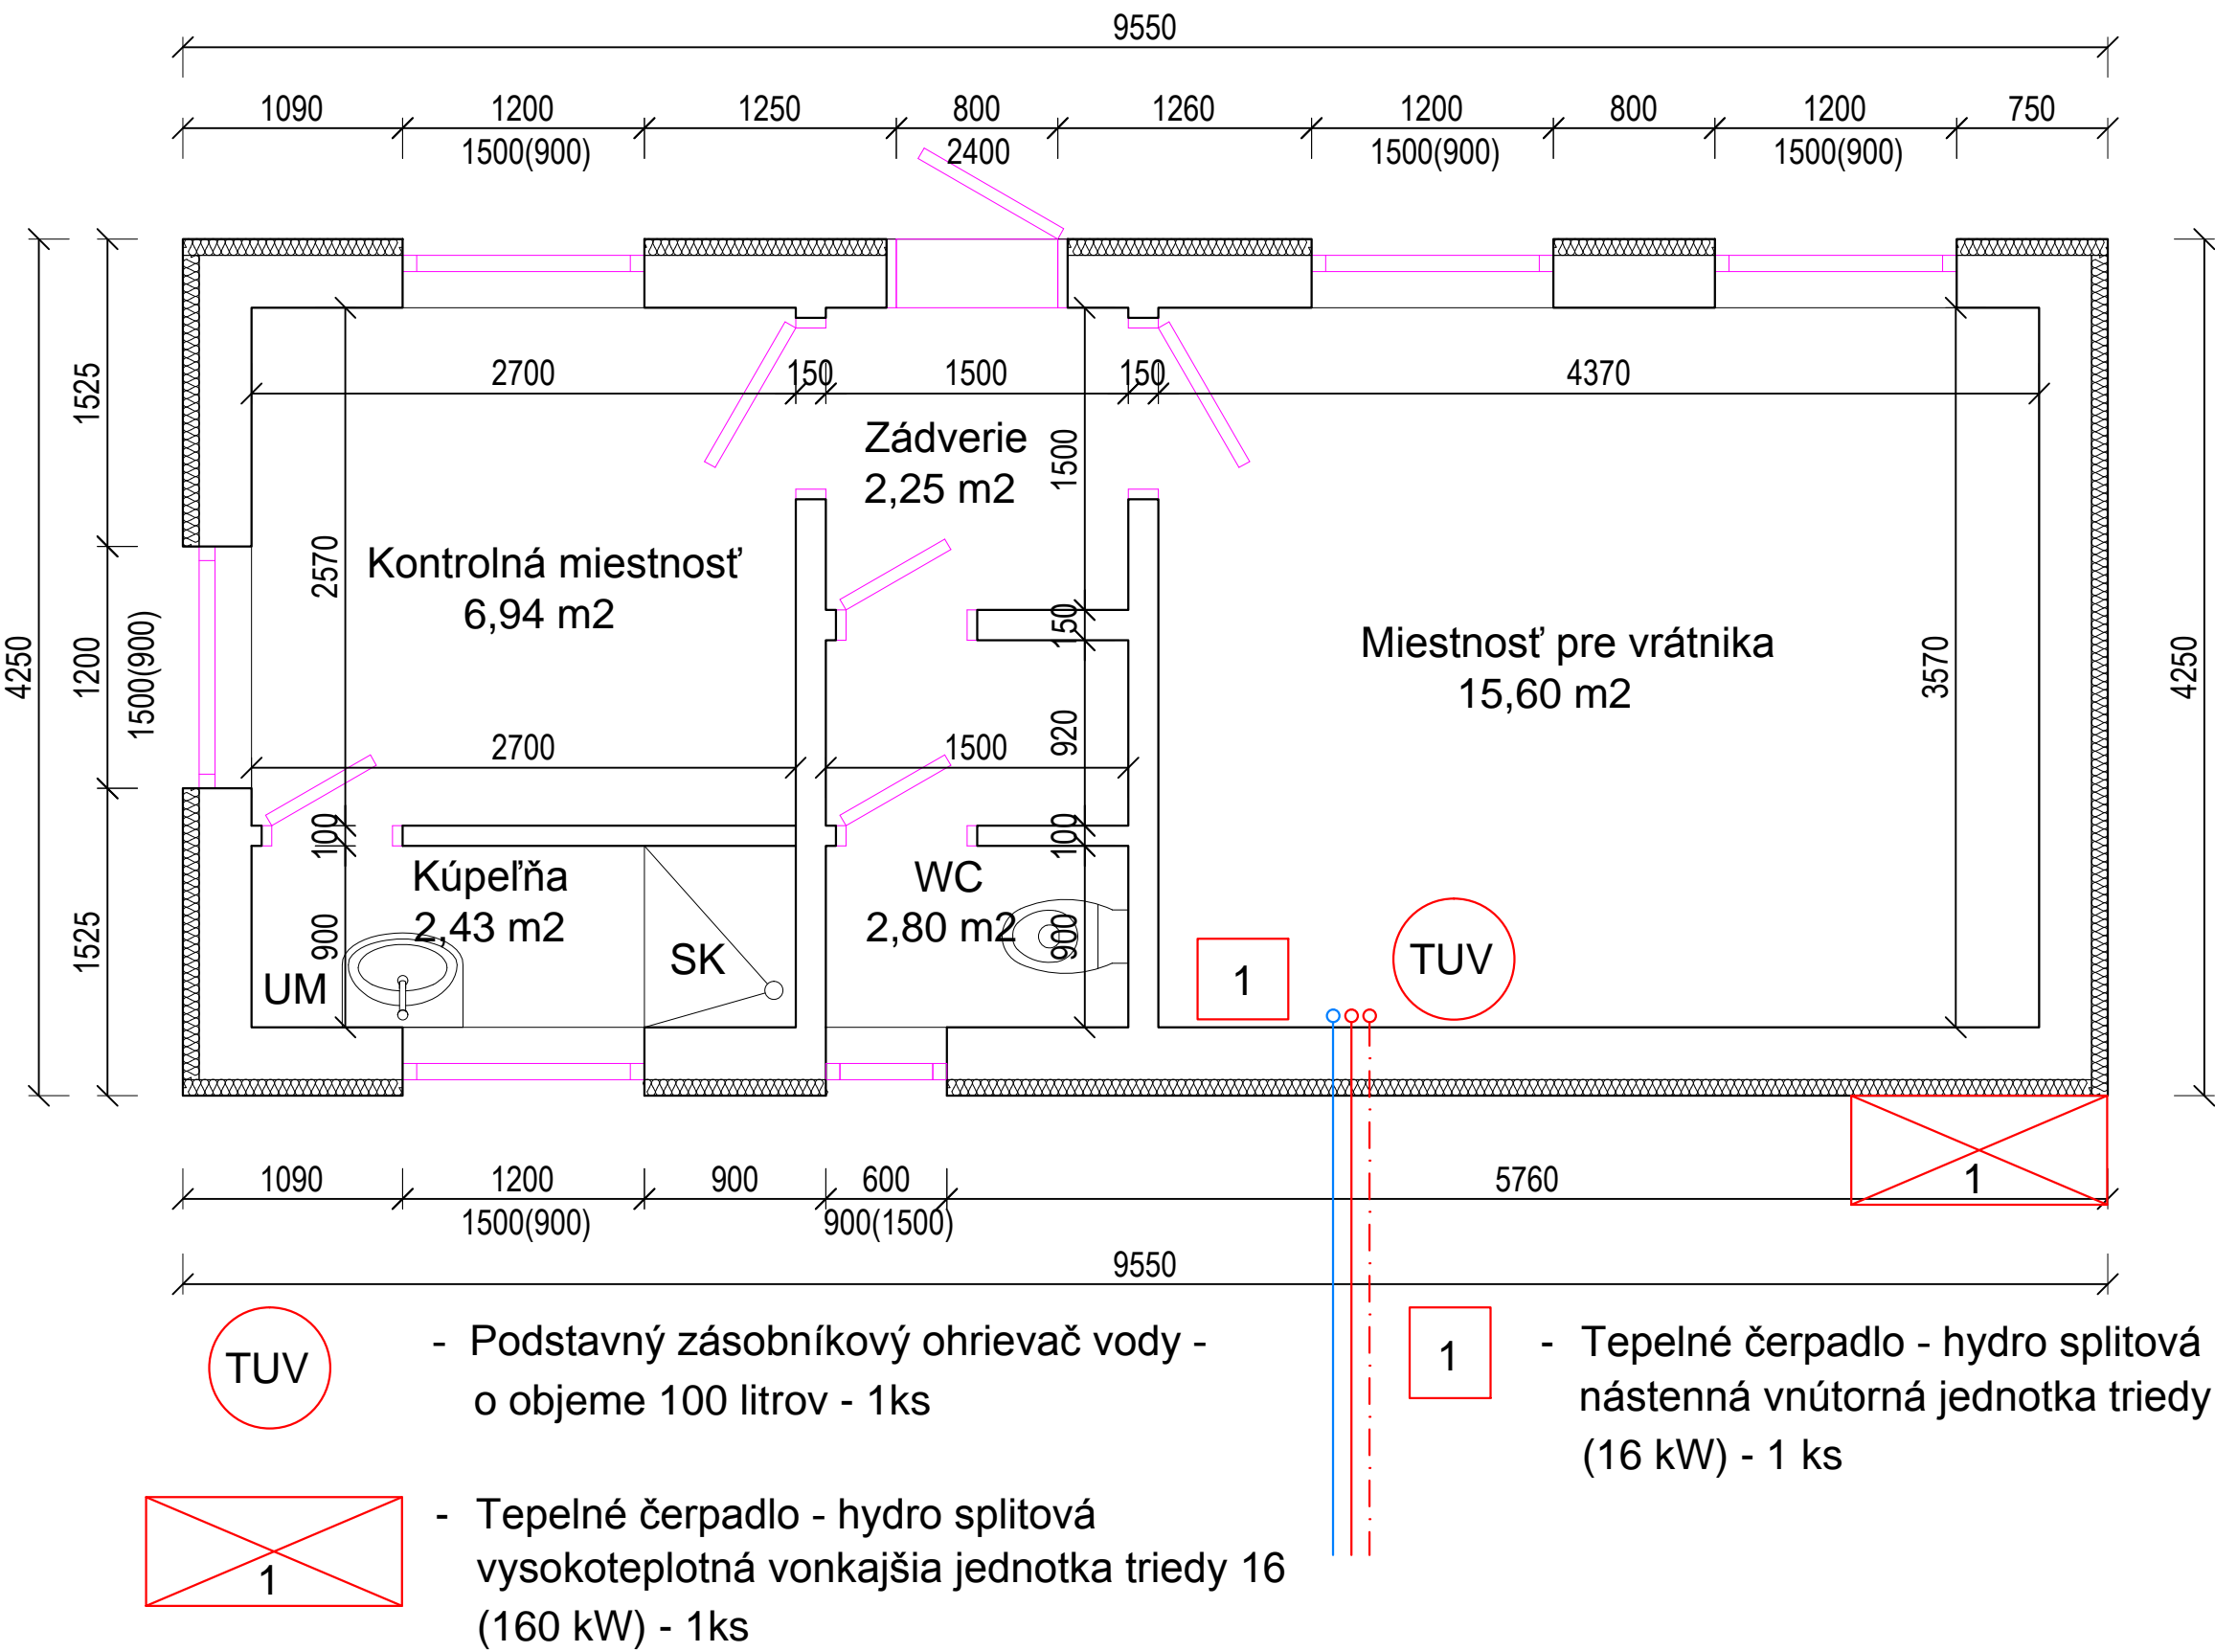 9550
1090 1200 1250 800 1260 1200 800 1200 750
1500(900) 2400 1500(900) 1500(900)
2700 150 1500 150 4370
1525
Zádverie
2,25 m2
1500
Kontrolná miestnosť
6,94 m2
2570
150
Miestnosť pre vrátnika
15,60 m2
3570
4250
1200
1500(900)
4250
2700
1500
920
100
100
Kúpeľňa
2,43 m2
WC
2,80 m2
900
900
1525
UM
SK
1
TUV
1090 1200 900 600 5760
1500(900) 900(1500)
1
9550
TUV
- Podstavný zásobníkový ohrievač vody -
o objeme 100 litrov - 1ks
1
- Tepelné čerpadlo - hydro splitová
nástenná vnútorná jednotka triedy
(16 kW) - 1 ks
1
- Tepelné čerpadlo - hydro splitová
vysokoteplotná vonkajšia jednotka triedy 16
(160 kW) - 1ks